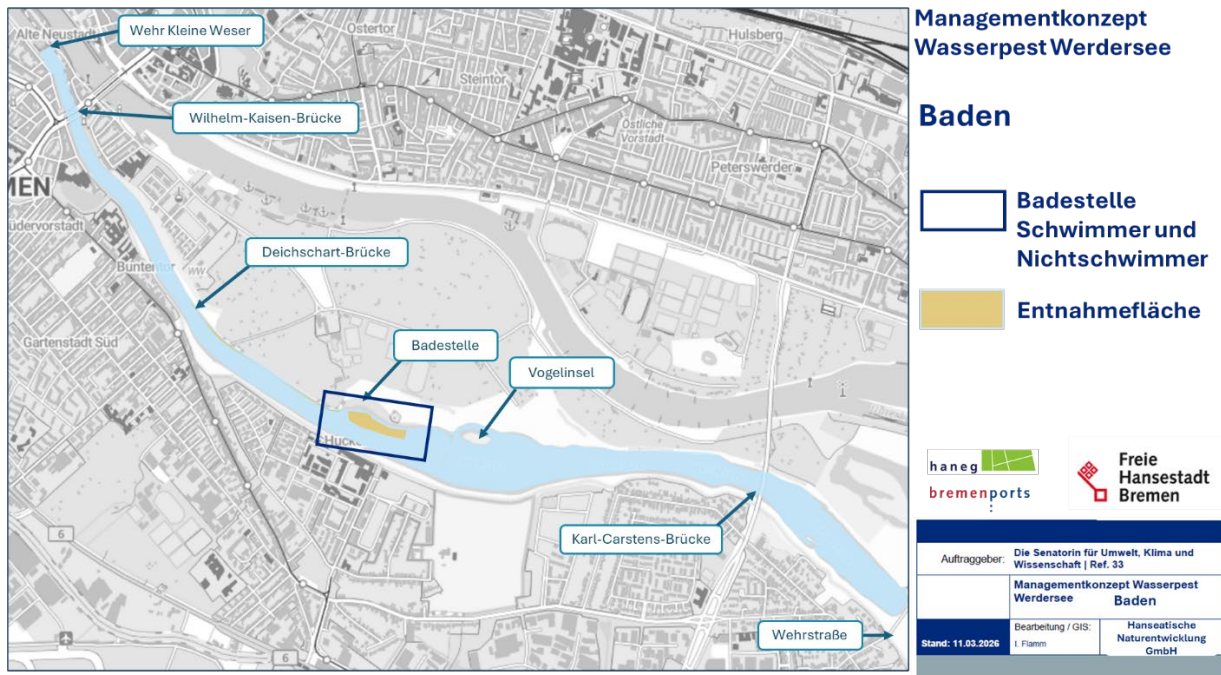 Alte Neustadt
Wehr Kleine Weser
Ostertor
Hulsberg
Steintor
Wilhelm-Kaisen-Brücke
Östliche
Vorstadt
Peterswerder
MEN
üdervorstadt
Deichschart-Brücke
Buntentor
WW
Gartenstadt Süd
Badestelle
Vogelinsel
Hucke
6
Karl-Carstens-Brücke
6
Wehrstraße
Managementkonzept
Wasserpest Werdersee
Baden
Badestelle
Schwimmer und
Nichtschwimmer
Entnahmefläche
haneg
bremenports
Freie
Hansestadt
Bremen
Auftraggeber:
Die Senatorin für Umwelt, Klima und
Wissenschaft | Ref. 33
Managementkonzept Wasserpest
Werdersee Baden
Stand: 11.03.2026
Bearbeitung / GIS:
I. Flamm
Hanseatische
Naturentwicklung
GmbH